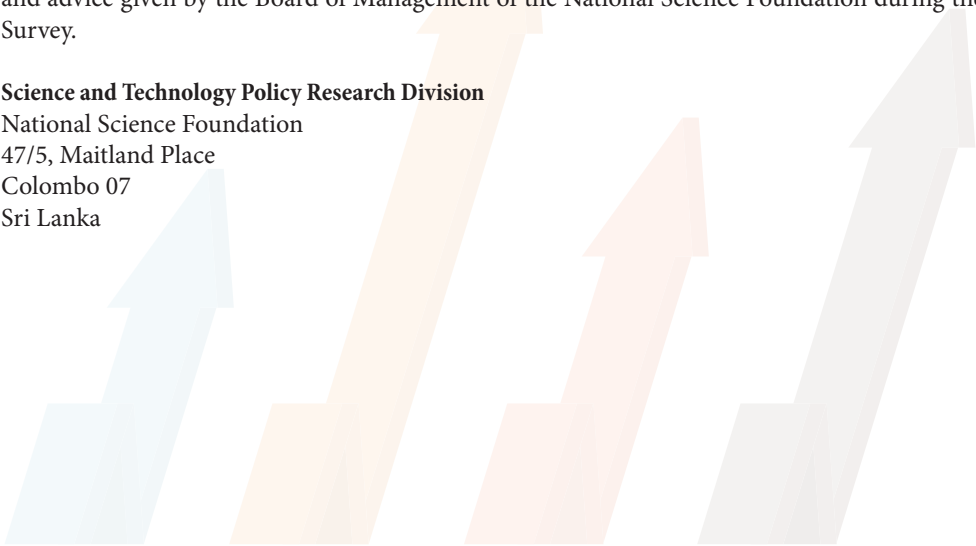 and advice given by the Board of Management of the National Science Foundation during the
Survey.
Science and Technology Policy Research Division
National Science Foundation
47/5, Maitland Place
Colombo 07
Sri Lanka